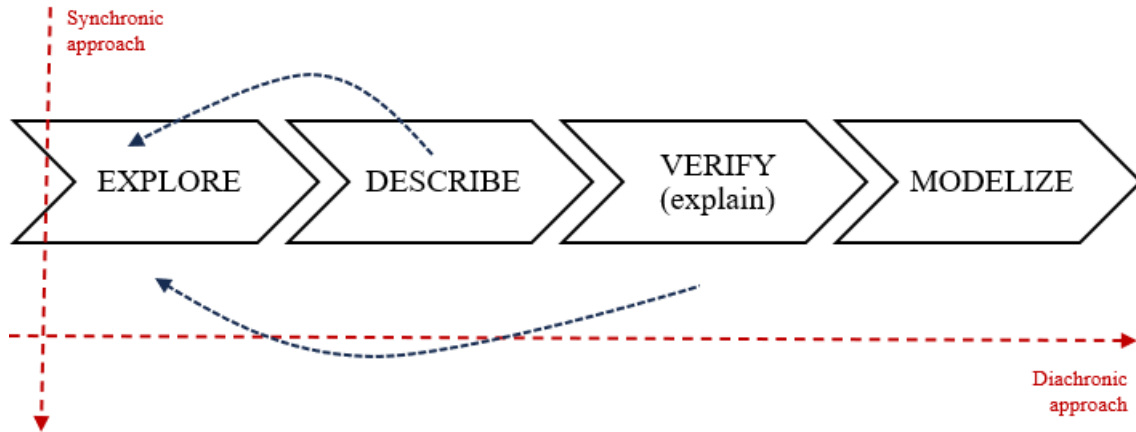 Synchronic
approach
EXPLORE
DESCRIBE
VERIFY
(explain)
MODELIZE
Diachronic
approach